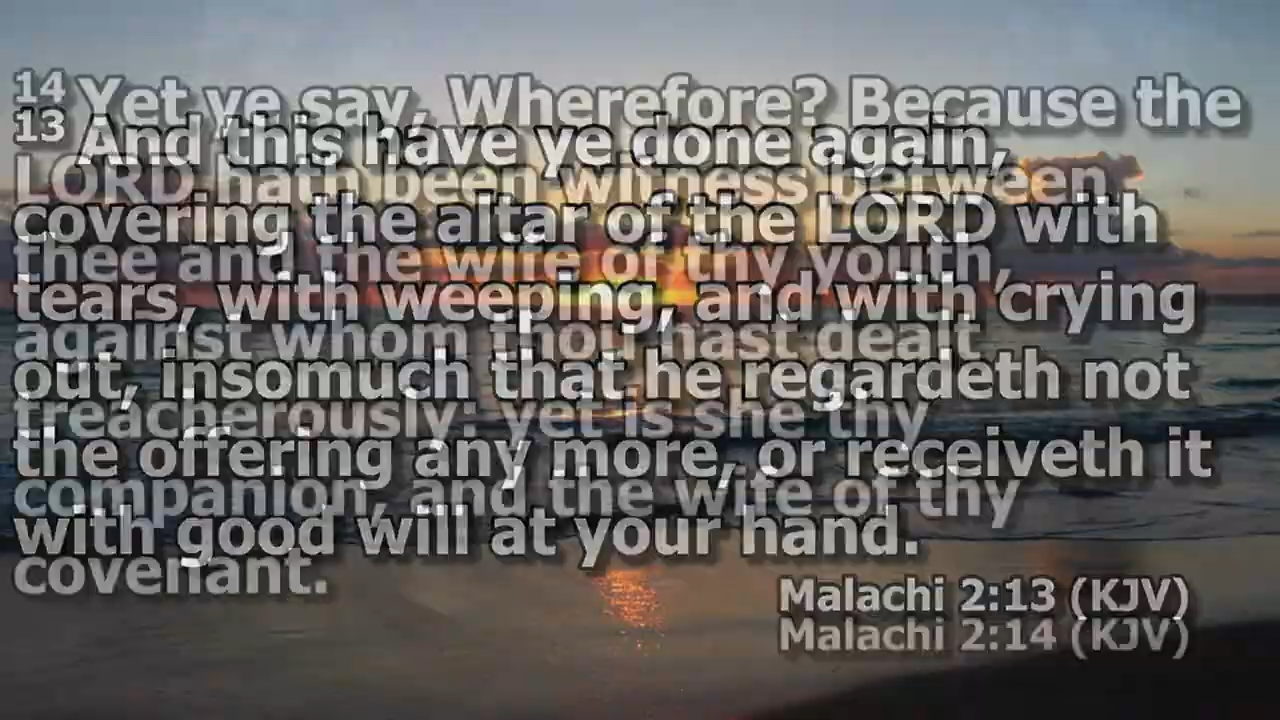 14 Yet ye say, Wherefore? Because the
13 And this have ye done again,
LORD hath been witness between
covering the altar of the LORD with
thee and the wife of thy youth,
tears, with weeping, and with crying
against whom thou hast dealt
out, insomuch that he regardeth not
treacherously: yet is she thy
the offering any more, or receiveth it
companion, and the wife of thy
with good will at your hand.
covenant.
Malachi 2:13 (KJV)
Malachi 2:14 (KJV)